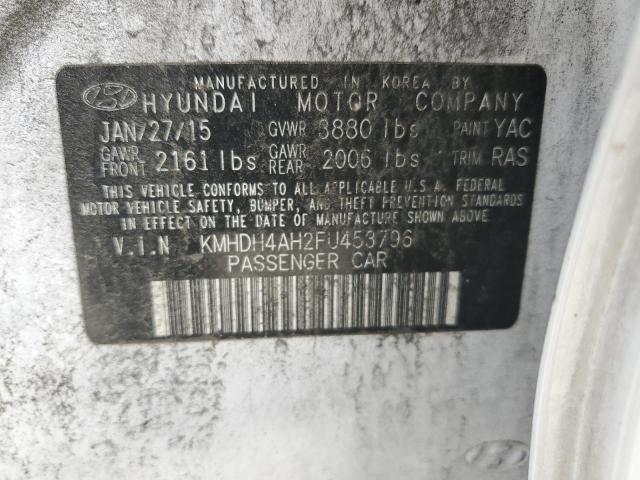 MANUFACTURED IN KOREA BY
HYUNDAI MOTOR COMPANY
JAN/27/15 GVWR 3880 lbs PAINT YAC
GAWR FRONT 2161 lbs GAWR REAR 2006 lbs TRIM RAS
THIS VEHICLE CONFORMS TO ALL APPLICABLE U.S.A. FEDERAL
MOTOR VEHICLE SAFETY, BUMPER, AND THEFT PREVENTION STANDARDS
IN EFFECT ON THE DATE OF MANUFACTURE SHOWN ABOVE.
V.I.N KMHDH4AH2FU453796
PASSENGER CAR